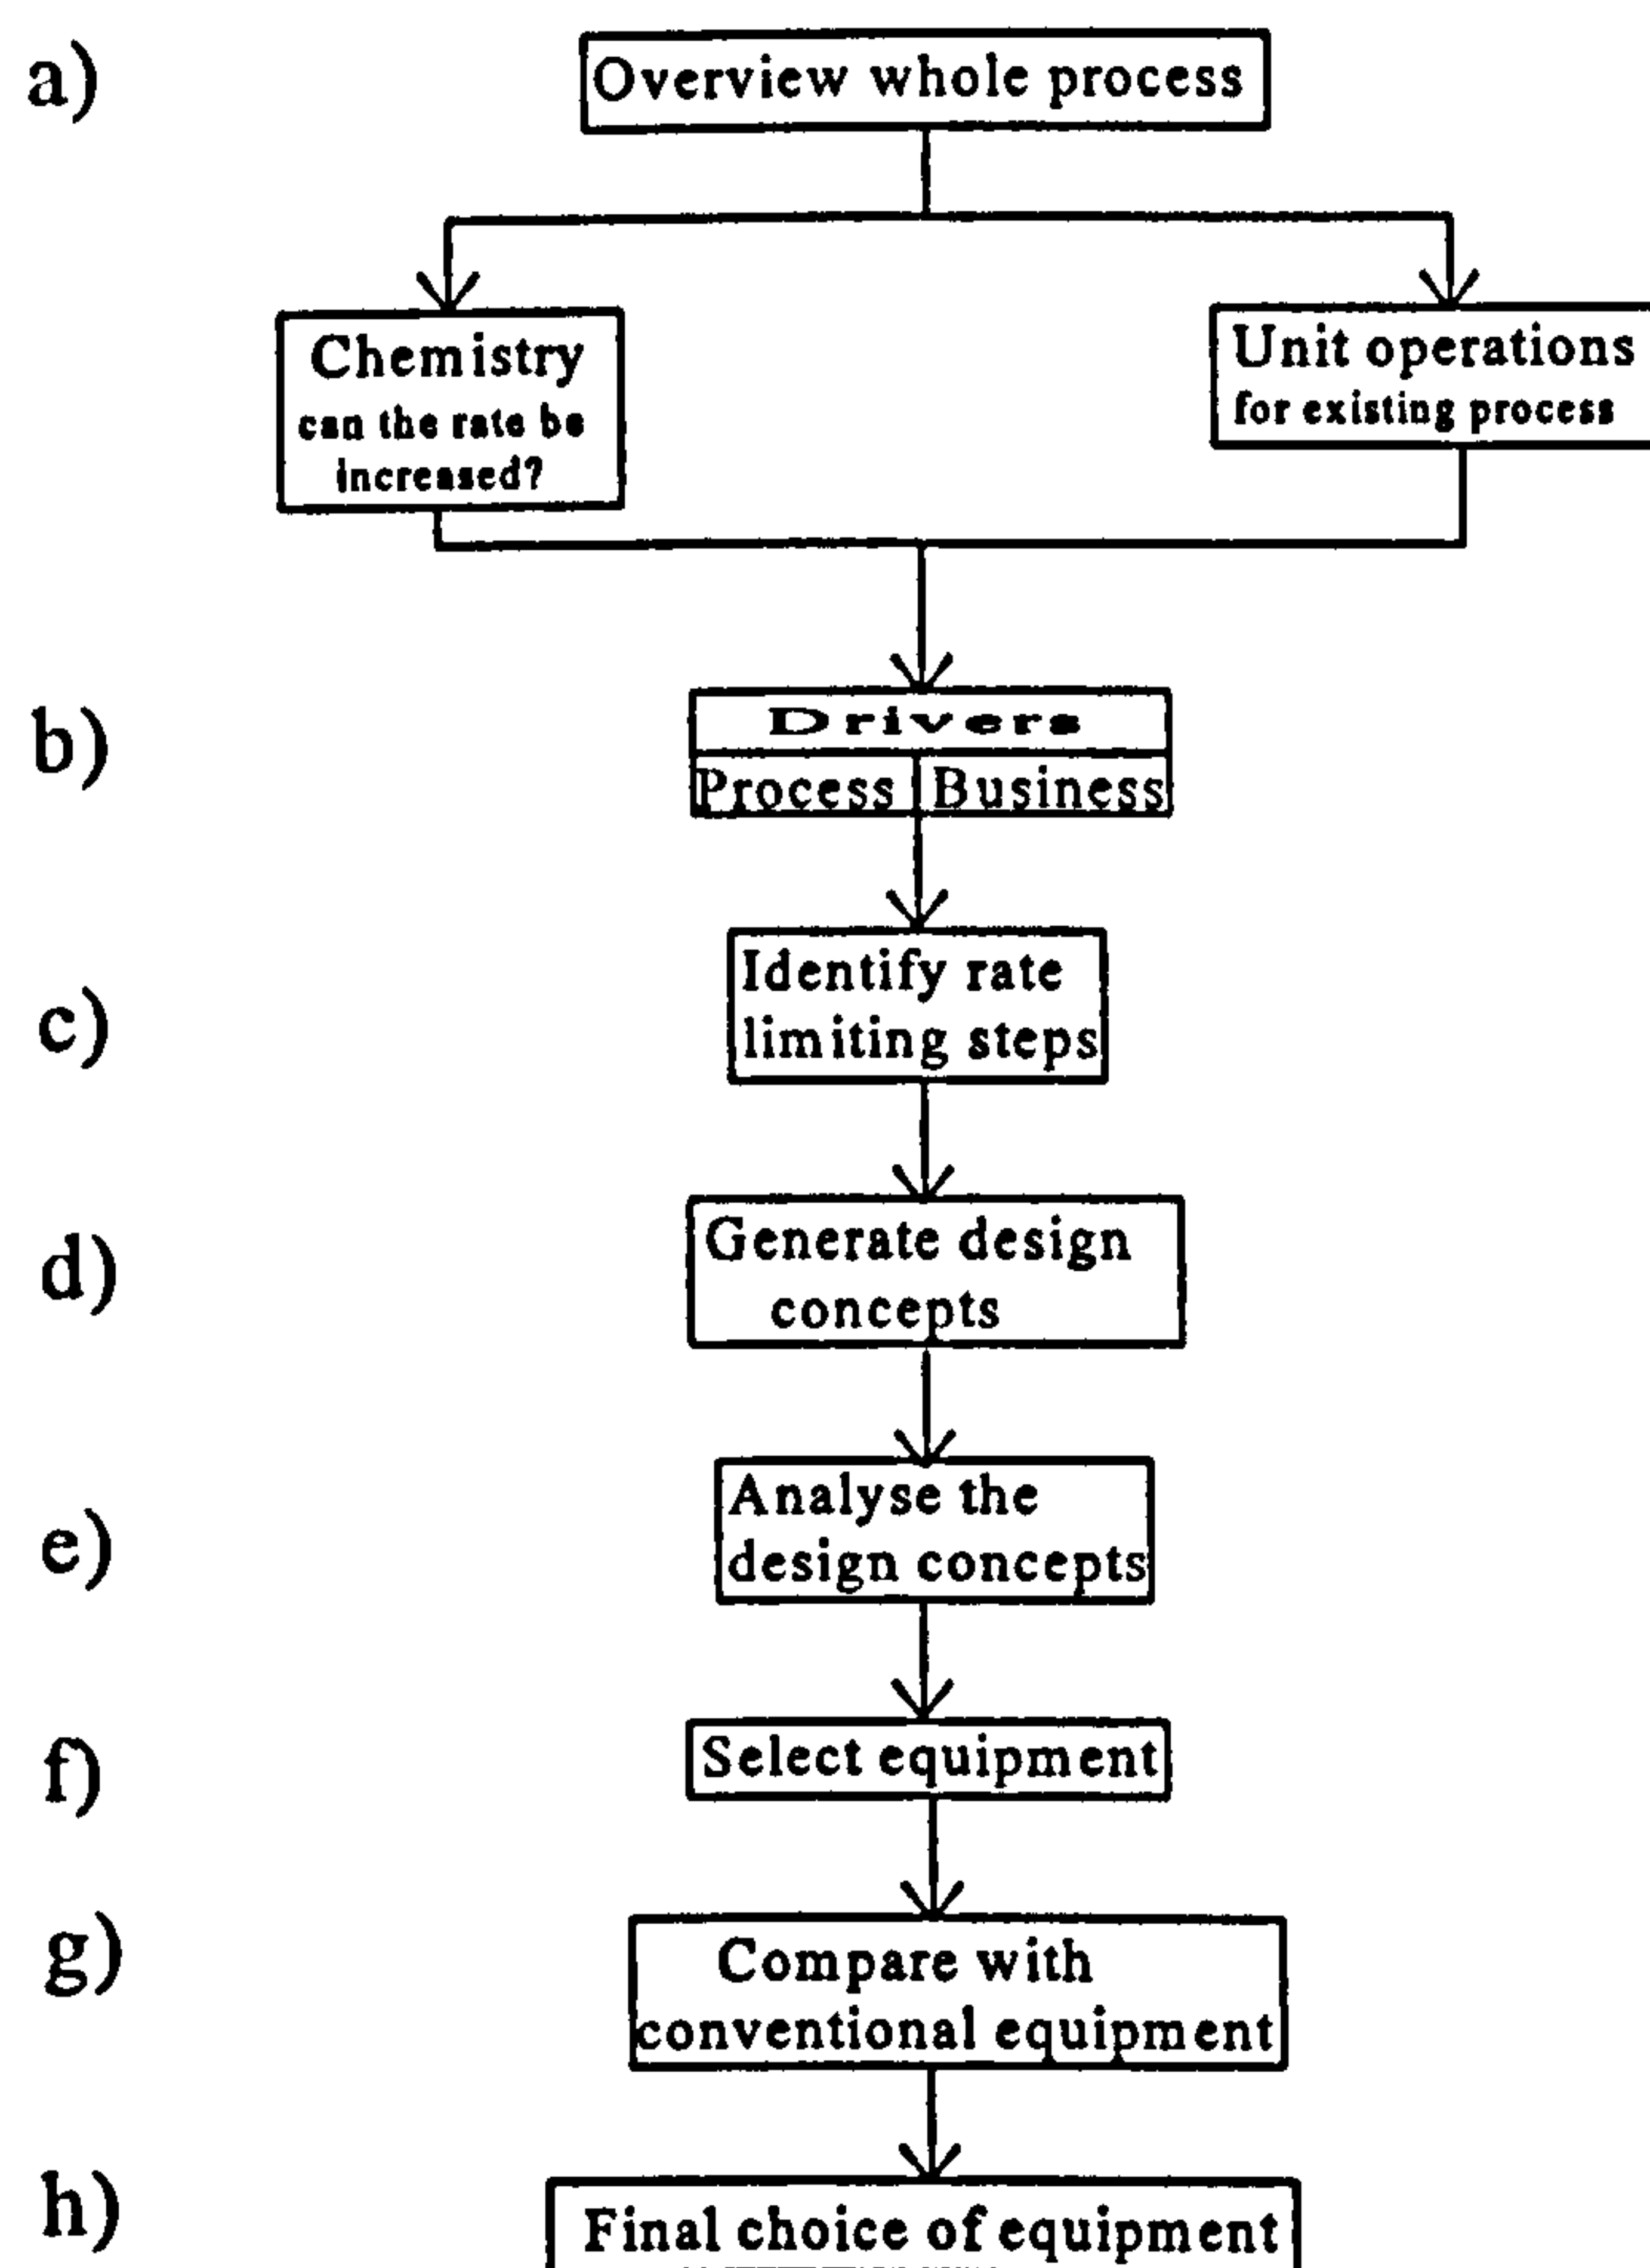 a)
Overview whole process
Chemistry
can the rate be
increased?
Unit operations
for existing process
b)
Drivers
Process Business
c)
Identify rate
limiting steps
d)
Generate design
concepts
e)
Analyse the
design concepts
f)
Select equipment
g)
Compare with
conventional equipment
h)
Final choice of equipment